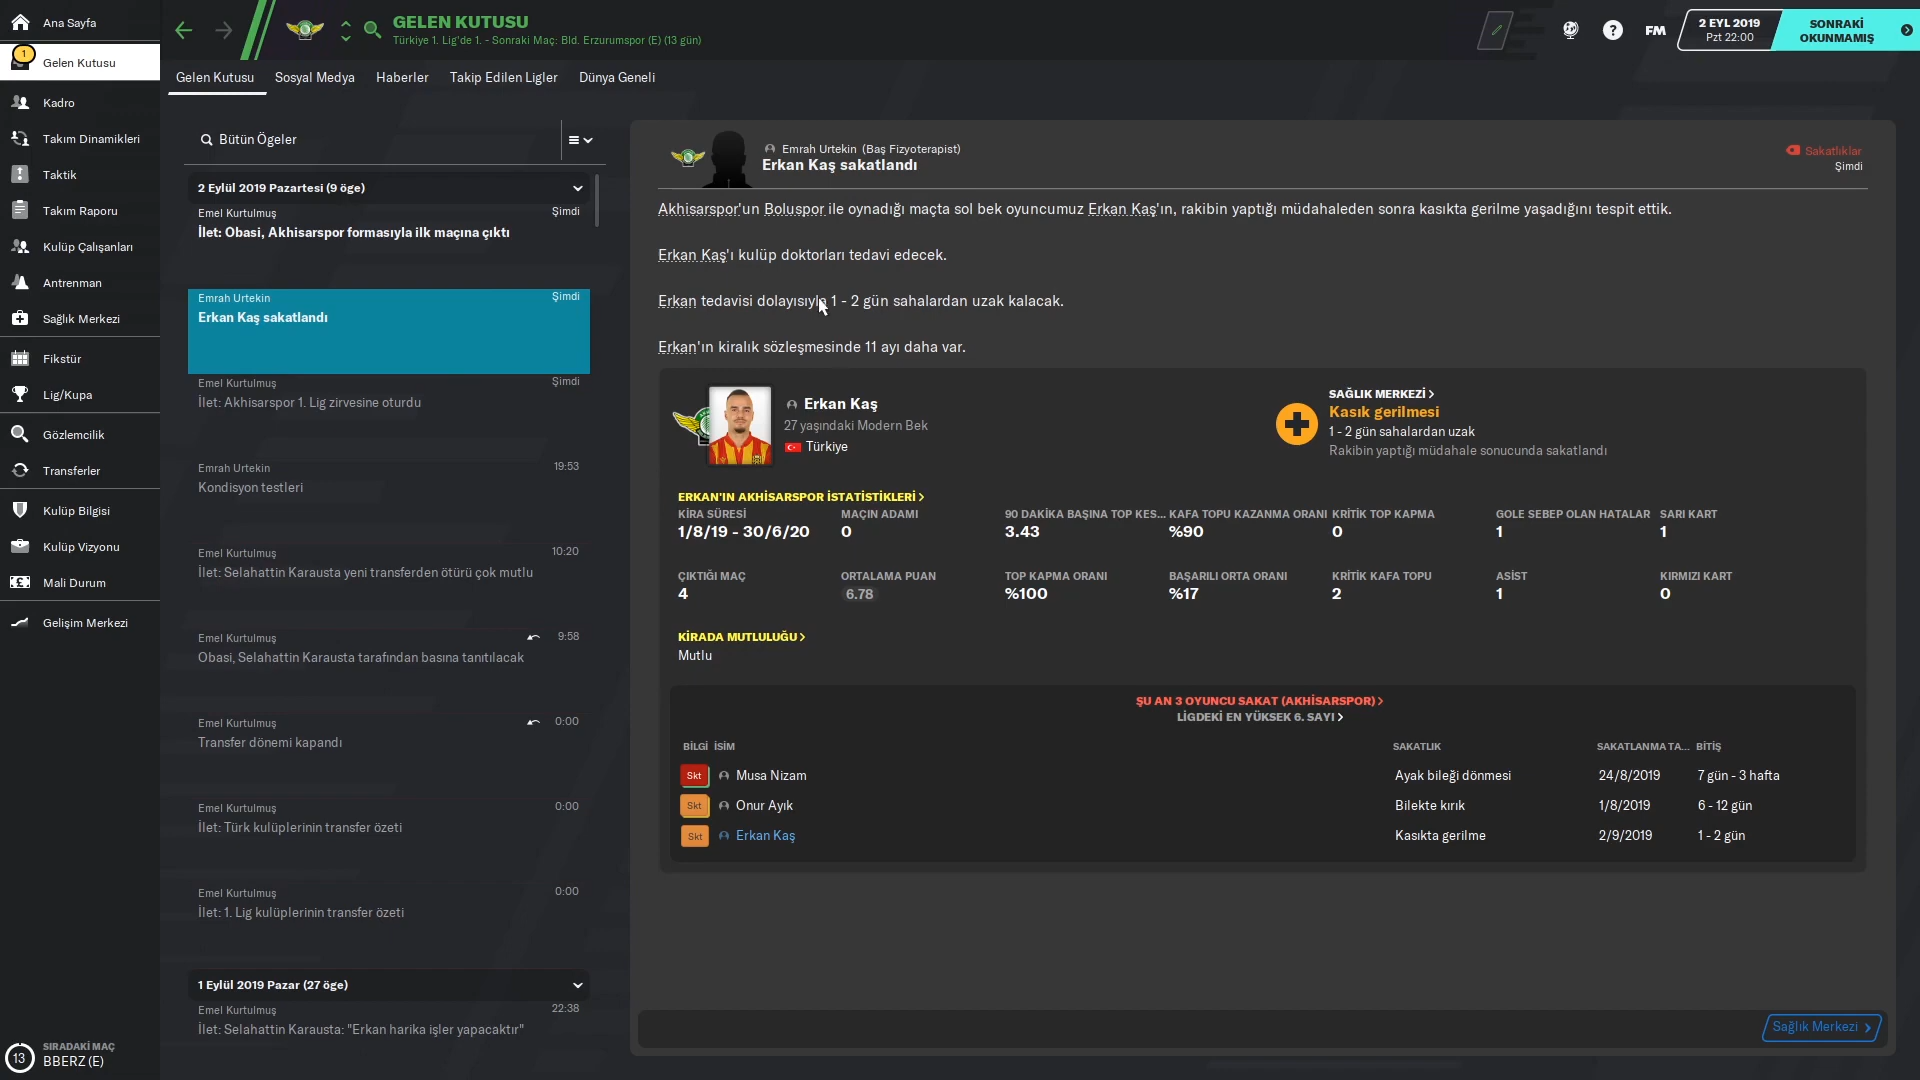 Ana Sayfa
1
Gelen Kutusu
Kadro
Takım Dinamikleri
Taktik
Takım Raporu
Kulüp Çalışanları
Antrenman
Sağlık Merkezi
Fikstür
Lig/Kupa
Gözlemcilik
Transferler
Kulüp Bilgisi
Kulüp Vizyonu
Mali Durum
Gelişim Merkezi
13
SIRADAKİ MAÇ
BBERZ (E)
GELEN KUTUSU
Türkiye 1. Lig'de 1. - Sonraki Maç: Bld. Erzurumspor (E) (13 gün)
FM
2 EYL 2019
Pzt 22:00
SONRAKİ
OKUNMAMIŞ
Gelen Kutusu Sosyal Medya Haberler Takip Edilen Ligler Dünya Geneli
Bütün Ögeler
2 Eylül 2019 Pazartesi (9 öge)
Emel Kurtulmuş Şimdi
İlet: Obasi, Akhisarspor formasıyla ilk maçına çıktı
Emrah Urtekin Şimdi
Erkan Kaş sakatlandı
Emel Kurtulmuş Şimdi
İlet: Akhisarspor 1. Lig zirvesine oturdu
Emrah Urtekin 19:53
Kondisyon testleri
Emel Kurtulmuş 10:20
İlet: Selahattin Karausta yeni transferden ötürü çok mutlu
Emel Kurtulmuş 9:58
Obasi, Selahattin Karausta tarafından basına tanıtılacak
Emel Kurtulmuş 0:00
Transfer dönemi kapandı
Emel Kurtulmuş 0:00
İlet: Türk kulüplerinin transfer özeti
Emel Kurtulmuş 0:00
İlet: 1. Lig kulüplerinin transfer özeti
1 Eylül 2019 Pazar (27 öge)
Emel Kurtulmuş 22:38
İlet: Selahattin Karausta: "Erkan harika işler yapacaktır"
Emrah Urtekin (Baş Fizyoterapist)
Erkan Kaş sakatlandı
Sakatlıklar
Şimdi
Akhisarspor'un Boluspor ile oynadığı maçta sol bek oyuncumuz Erkan Kaş'ın, rakibin yaptığı müdahaleden sonra kasıkta gerilme yaşadığını tespit ettik.
Erkan Kaş'ı kulüp doktorları tedavi edecek.
Erkan tedavisi dolayısıyla 1 - 2 gün sahalardan uzak kalacak.
Erkan'ın kiralık sözleşmesinde 11 ayı daha var.
Erkan Kaş
27 yaşındaki Modern Bek
Türkiye
SAĞLIK MERKEZİ
Kasık gerilmesi
1 - 2 gün sahalardan uzak
Rakibin yaptığı müdahale sonucunda sakatlandı
ERKAN'IN AKHİSARSPOR İSTATİSTİKLERİ
KİRA SÜRESİ MAÇIN ADAMI 90 DAKİKA BAŞINA TOP KES... KAFA TOPU KAZANMA ORANI KRİTİK TOP KAPMA GOLE SEBEP OLAN HATALAR SARI KART
1/8/19 - 30/6/20 0 3.43 %90 0 1 1
ÇIKTIĞI MAÇ ORTALAMA PUAN TOP KAPMA ORANI BAŞARILI ORTA ORANI KRİTİK KAFA TOPU ASİST KIRMIZI KART
4 6.78 %100 %17 2 1 0
KİRADA MUTLULUĞU
Mutlu
ŞU AN 3 OYUNCU SAKAT (AKHİSARSPOR)
LİGDEKİ EN YÜKSEK 6. SAYI
BİLGİ İSİM SAKATLIK SAKATLANMA TA... BİTİŞ
Skt Musa Nizam Ayak bileği dönmesi 24/8/2019 7 gün - 3 hafta
Skt Onur Ayık Bilekte kırık 1/8/2019 6 - 12 gün
Skt Erkan Kaş Kasıkta gerilme 2/9/2019 1 - 2 gün
Sağlık Merkezi